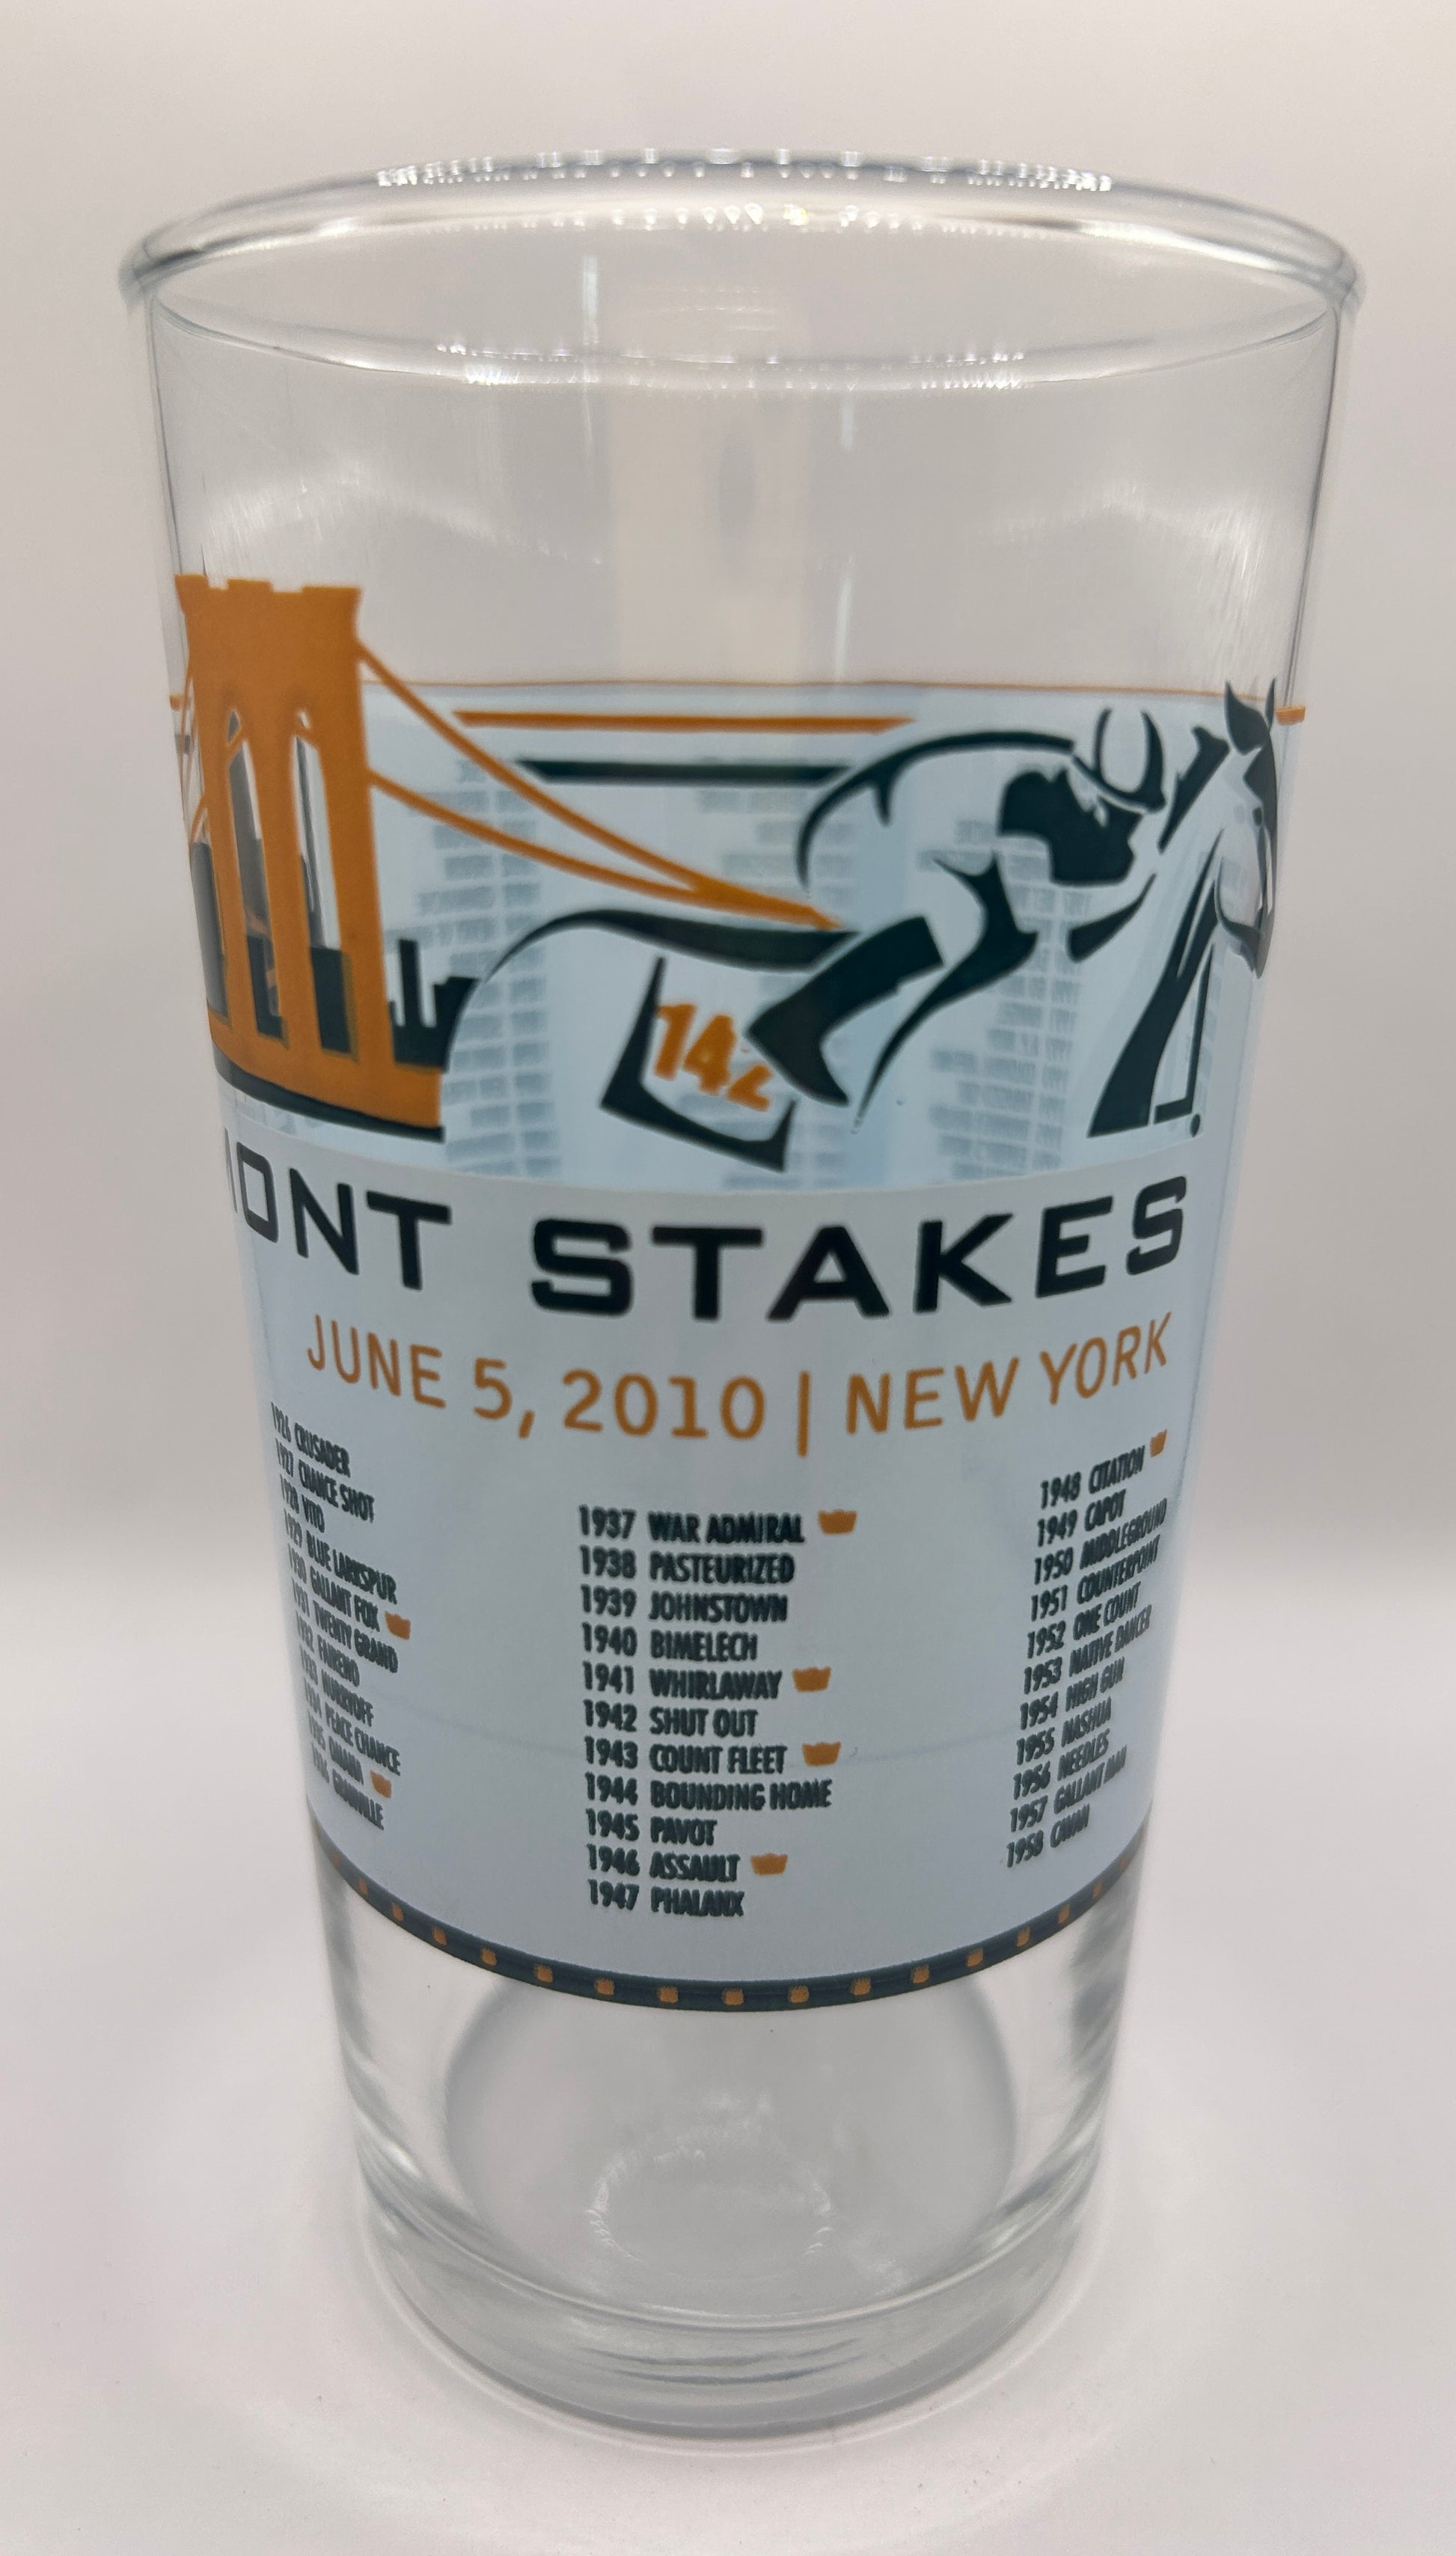 142
MONT STAKES
JUNE 5, 2010 | NEW YORK
1926 CRUSADER
1927 CHANCE SHOT
1928 VITO
1929 BLUE LARKSPUR
1930 GALLANT FOX
1931 TWENTY GRAND
1932 FAIRENO
1933 HURRYOFF
1934 PEACE CHANCE
1935 OMAHA
1936 GRANVILLE
1937 WAR ADMIRAL
1938 PASTEURIZED
1939 JOHNSTOWN
1940 BIMELECH
1941 WHIRLAWAY
1942 SHUT OUT
1943 COUNT FLEET
1944 BOUNDING HOME
1945 PAVOT
1946 ASSAULT
1947 PHALANX
1948 CITATION
1949 CAPOT
1950 MIDDLEGROUND
1951 COUNTERPOINT
1952 ONE COUNT
1953 NATIVE DANCER
1954 HIGH GUN
1955 NASHUA
1956 NEEDLES
1957 GALLANT MAN
1958 CAVAN